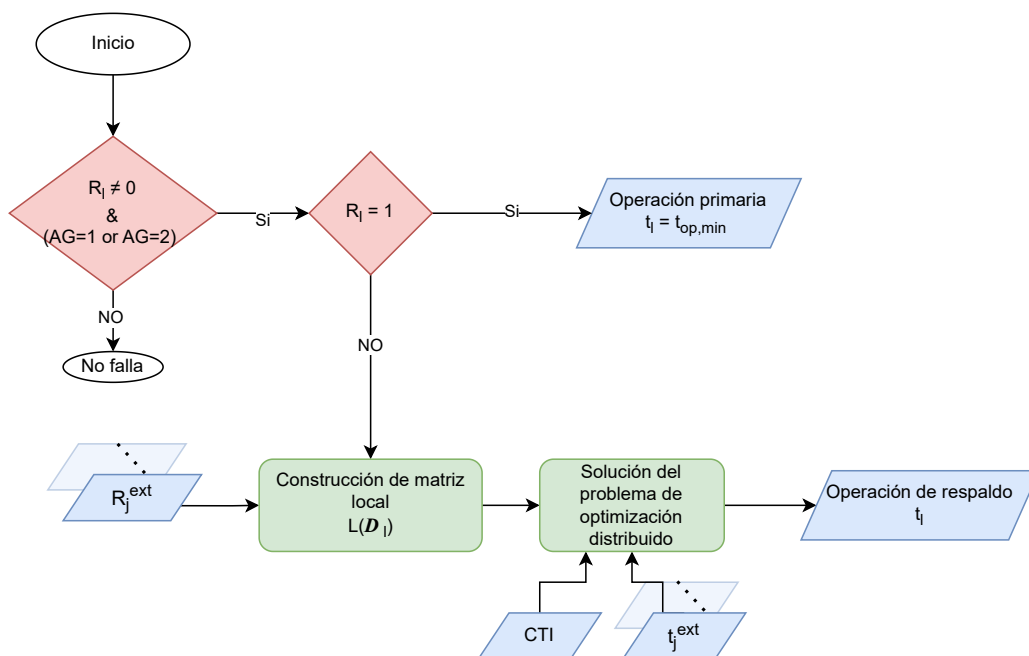 Inicio
R_l ≠ 0
&
(AG=1 or AG=2)
Si
R_l = 1
Si
Operación primaria
t_l = t_op,min
NO
No falla
NO
R_j^ext
Construcción de matriz
local
L(D_l)
Solución del
problema de
optimización
distribuido
Operación de respaldo
t_l
CTI
t_j^ext